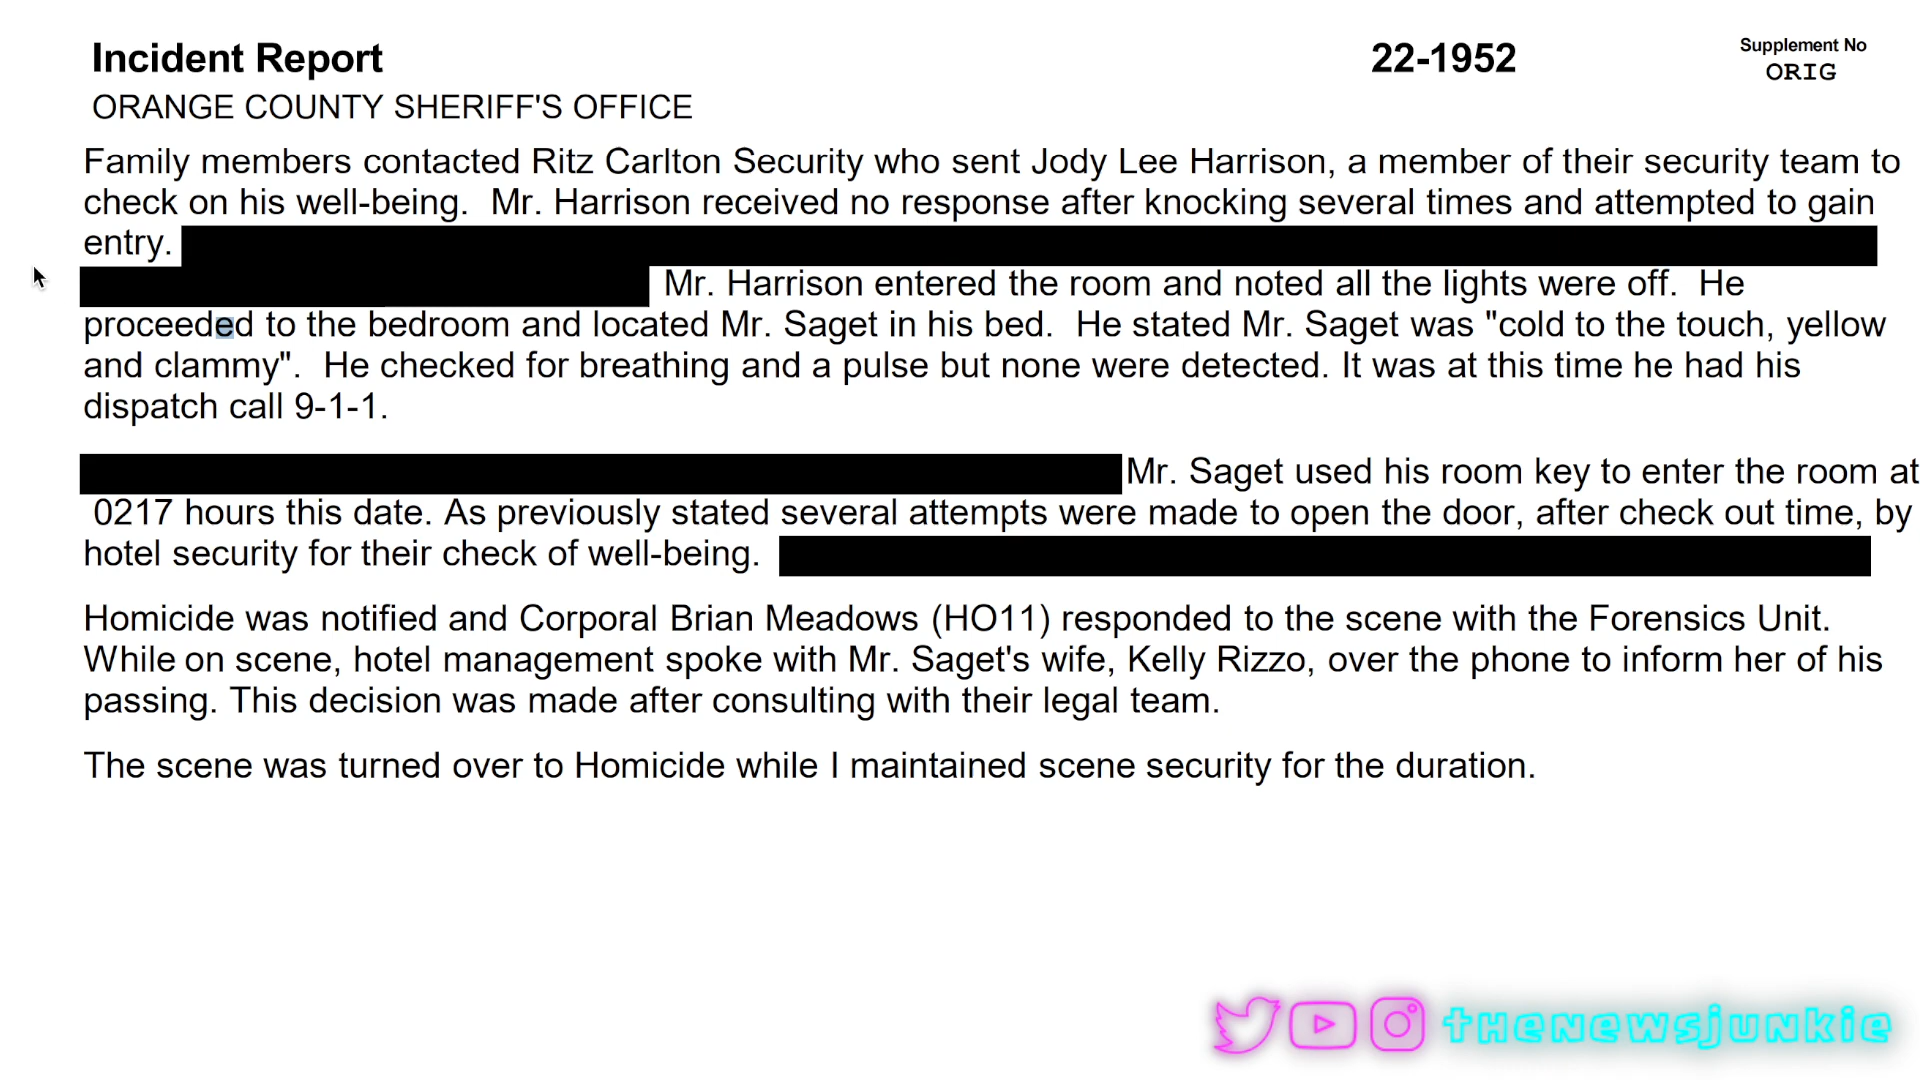 Incident Report
22-1952
Supplement No
ORIG
ORANGE COUNTY SHERIFF'S OFFICE
Family members contacted Ritz Carlton Security who sent Jody Lee Harrison, a member of their security team to
check on his well-being.  Mr. Harrison received no response after knocking several times and attempted to gain
entry.
Mr. Harrison entered the room and noted all the lights were off.  He
proceeded to the bedroom and located Mr. Saget in his bed.  He stated Mr. Saget was "cold to the touch, yellow
and clammy".  He checked for breathing and a pulse but none were detected. It was at this time he had his
dispatch call 9-1-1.
Mr. Saget used his room key to enter the room at
0217 hours this date. As previously stated several attempts were made to open the door, after check out time, by
hotel security for their check of well-being.
Homicide was notified and Corporal Brian Meadows (HO11) responded to the scene with the Forensics Unit.
While on scene, hotel management spoke with Mr. Saget's wife, Kelly Rizzo, over the phone to inform her of his
passing. This decision was made after consulting with their legal team.
The scene was turned over to Homicide while I maintained scene security for the duration.
thenewsjunkie